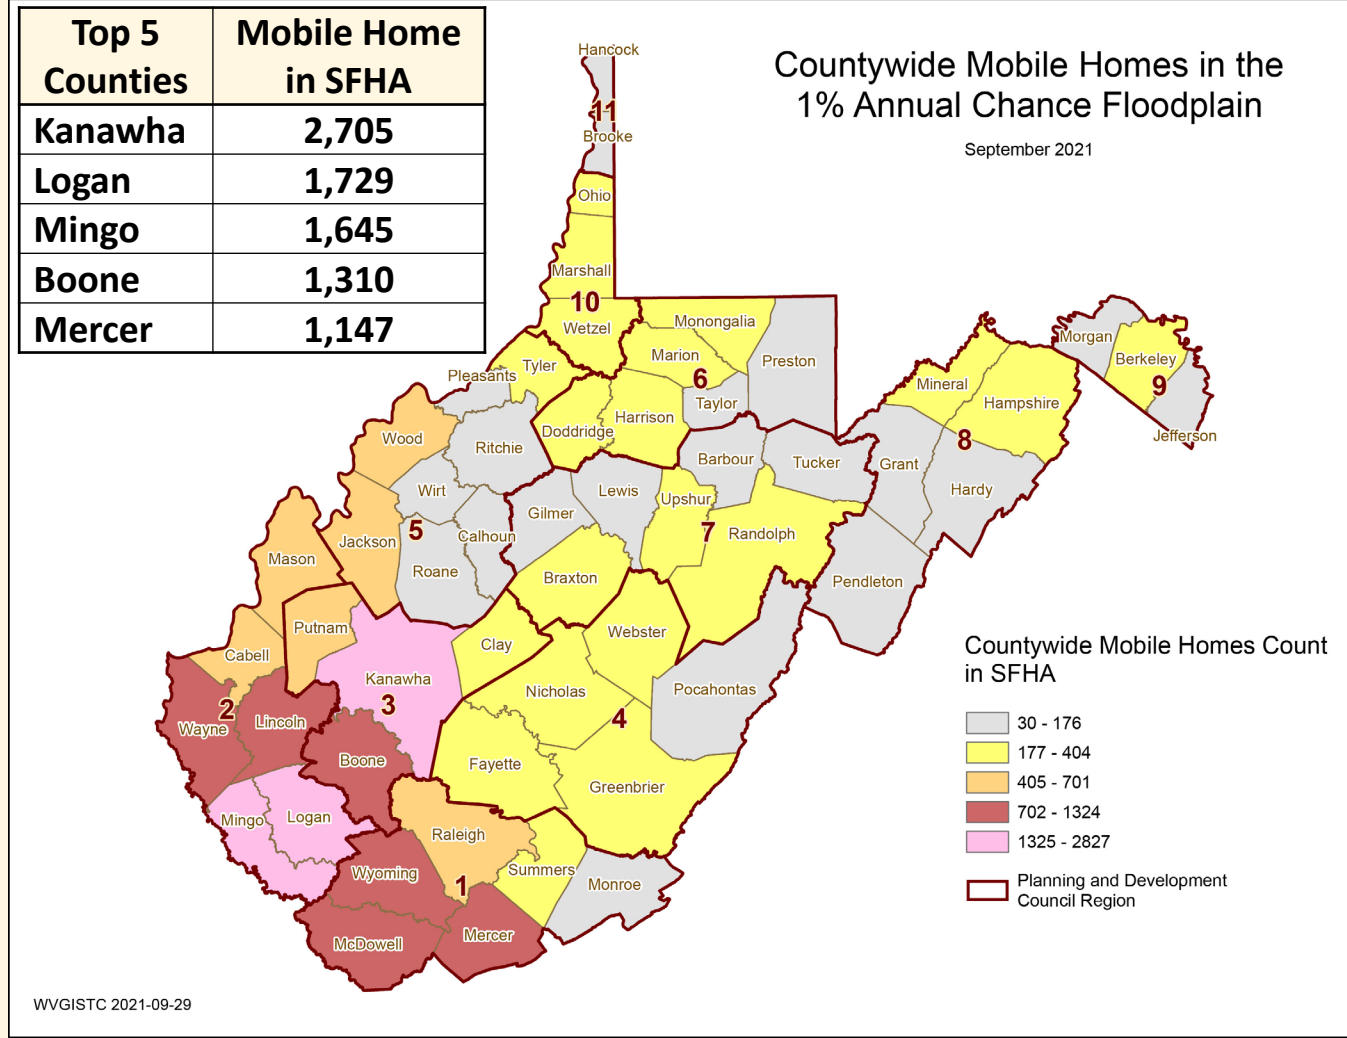 Top 5 Counties
Mobile Home in SFHA
Kanawha 2,705
Logan 1,729
Mingo 1,645
Boone 1,310
Mercer 1,147
Countywide Mobile Homes in the
1% Annual Chance Floodplain
September 2021
Hancock
11
Brooke
Ohio
Marshall
10
Wetzel
Monongalia
Marion
Preston
6
Tyler
Pleasants
Taylor
Morgan
Berkeley
9
Jefferson
Mineral
Hampshire
8
Wood
Ritchie
Doddridge
Harrison
Barbour
Tucker
Grant
Hardy
Wirt
Lewis
Upshur
Gilmer
7
Randolph
5
Calhoun
Jackson
Mason
Roane
Braxton
Pendleton
Putnam
Cabell
Clay
Webster
Kanawha
3
Nicholas
Pocahontas
2
Wayne
Lincoln
4
Boone
Fayette
Greenbrier
Mingo
Logan
Raleigh
Wyoming
1
Summers
Monroe
McDowell
Mercer
Countywide Mobile Homes Count
in SFHA
30 - 176
177 - 404
405 - 701
702 - 1324
1325 - 2827
Planning and Development
Council Region
WVGISTC 2021-09-29